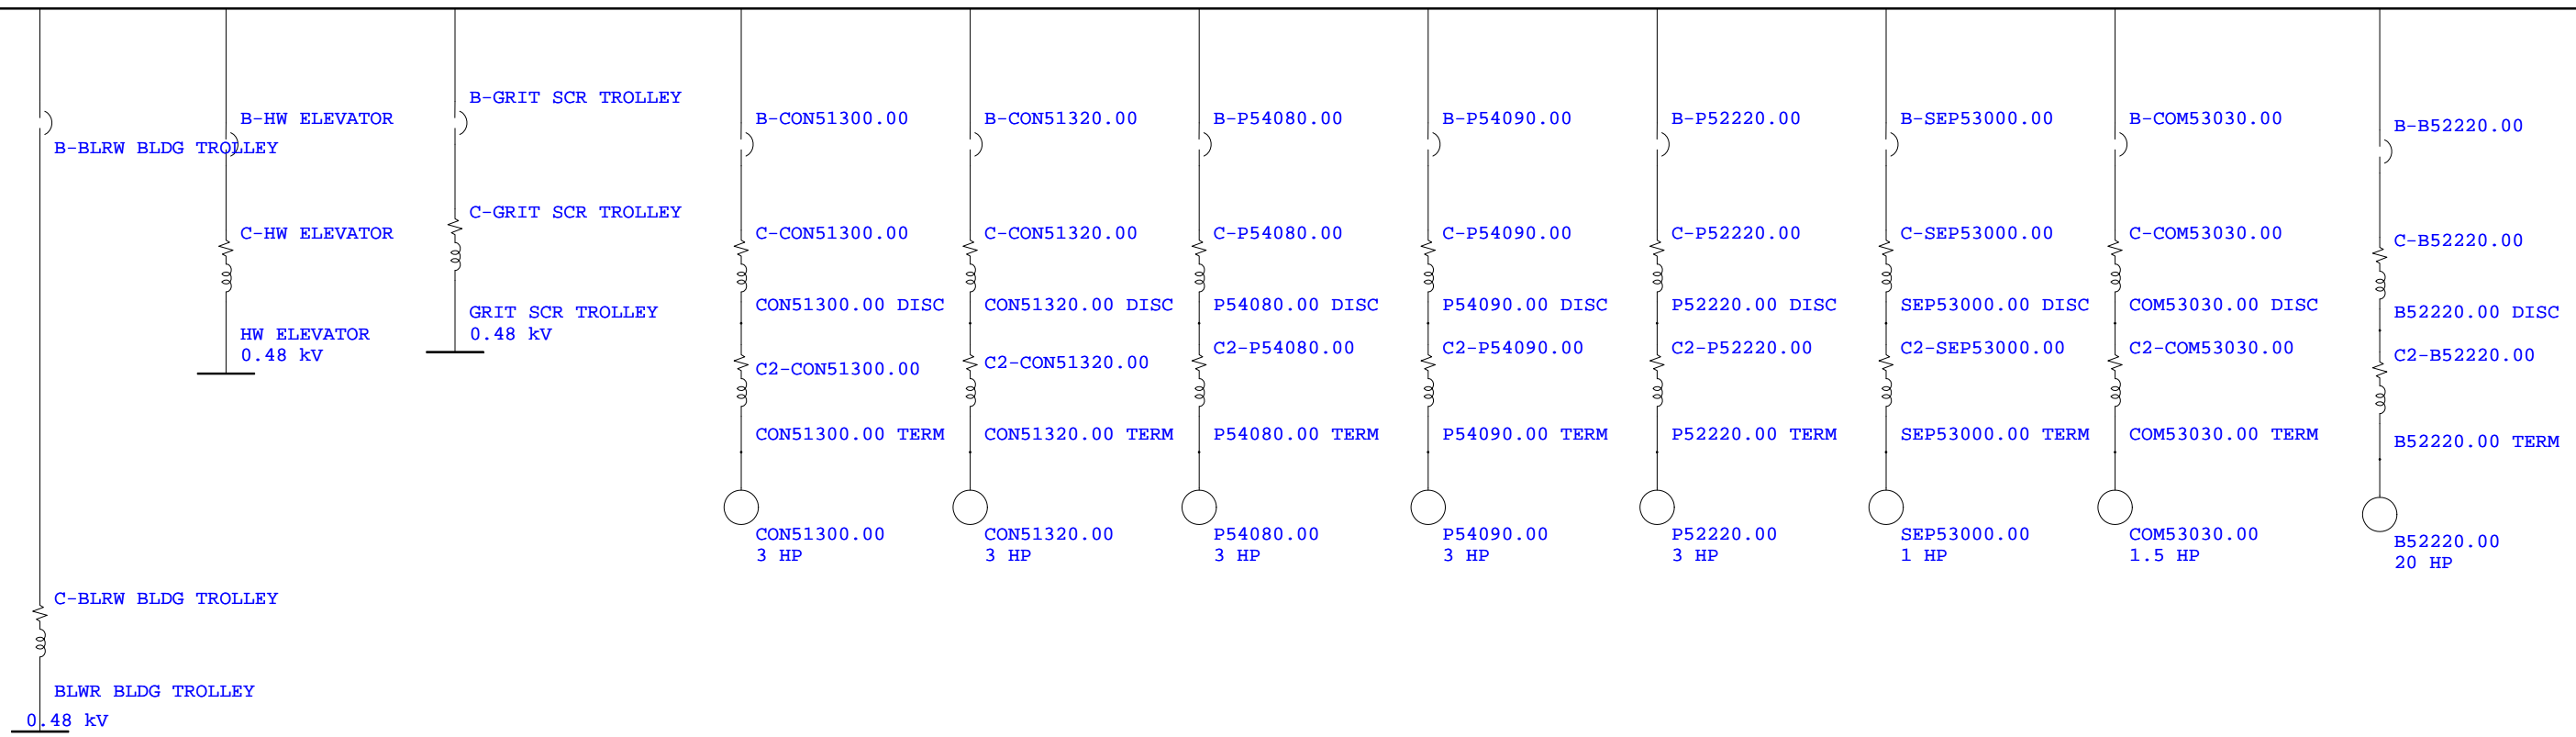 B-BLRW BLDG TROLLEY
C-BLRW BLDG TROLLEY
BLWR BLDG TROLLEY
0.48 kV
B-HW ELEVATOR
C-HW ELEVATOR
HW ELEVATOR
0.48 kV
B-GRIT SCR TROLLEY
C-GRIT SCR TROLLEY
GRIT SCR TROLLEY
0.48 kV
B-CON51300.00
C-CON51300.00
CON51300.00 DISC
C2-CON51300.00
CON51300.00 TERM
CON51300.00
3 HP
B-CON51320.00
C-CON51320.00
CON51320.00 DISC
C2-CON51320.00
CON51320.00 TERM
CON51320.00
3 HP
B-P54080.00
C-P54080.00
P54080.00 DISC
C2-P54080.00
P54080.00 TERM
P54080.00
3 HP
B-P54090.00
C-P54090.00
P54090.00 DISC
C2-P54090.00
P54090.00 TERM
P54090.00
3 HP
B-P52220.00
C-P52220.00
P52220.00 DISC
C2-P52220.00
P52220.00 TERM
P52220.00
3 HP
B-SEP53000.00
C-SEP53000.00
SEP53000.00 DISC
C2-SEP53000.00
SEP53000.00 TERM
SEP53000.00
1 HP
B-COM53030.00
C-COM53030.00
COM53030.00 DISC
C2-COM53030.00
COM53030.00 TERM
COM53030.00
1.5 HP
B-B52220.00
C-B52220.00
B52220.00 DISC
C2-B52220.00
B52220.00 TERM
B52220.00
20 HP